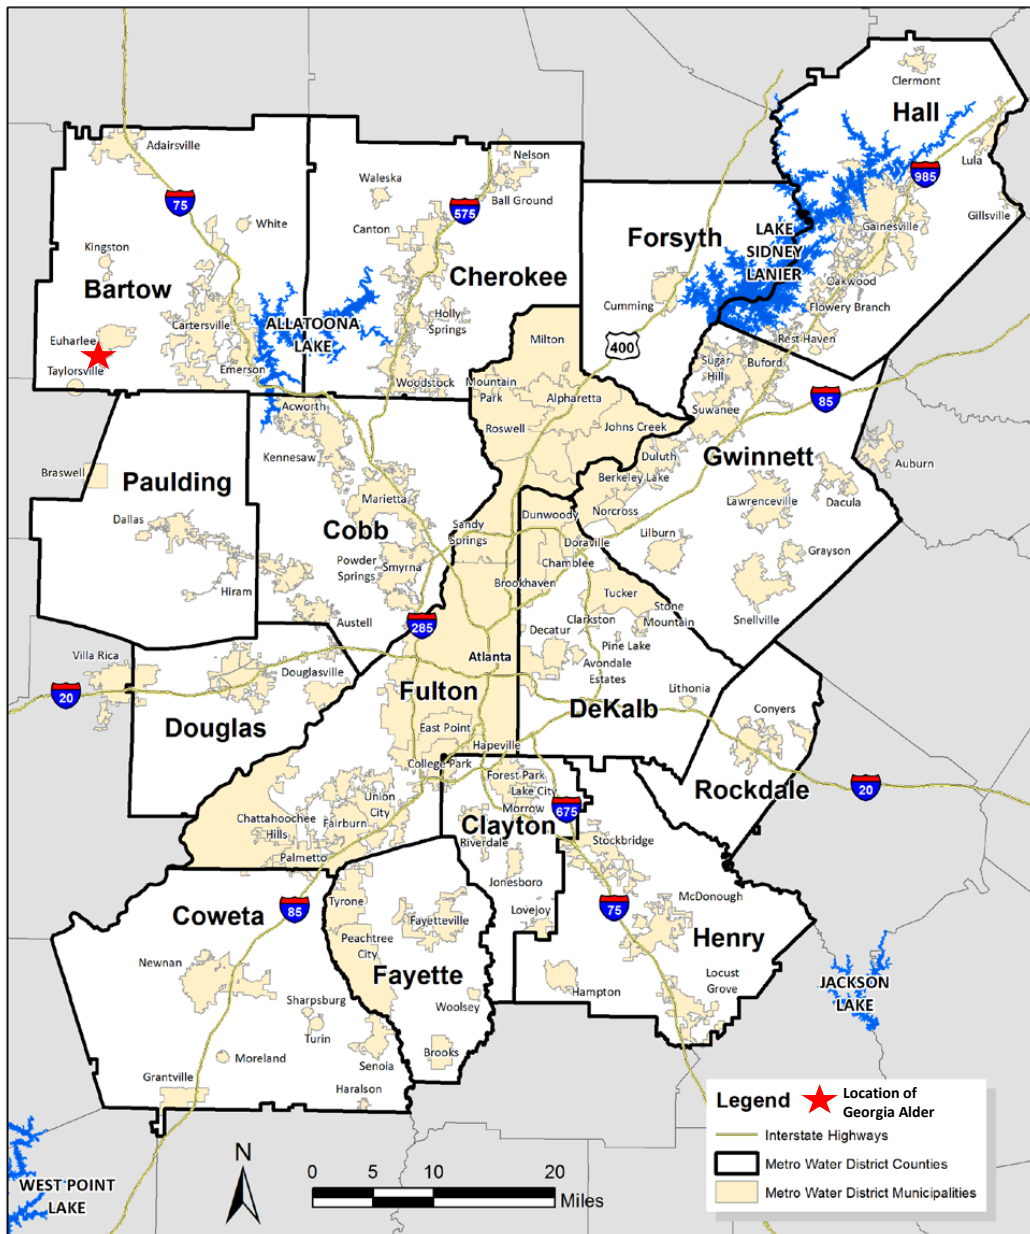 Clermont
Hall
985
Lula
Gillsville
Gainesville
Oakwood
Flowery Branch
Rest Haven
Adairsville
75
White
Kingston
Bartow
Cartersville
Euharlee
Taylorsville
Emerson
ALLATOONA
LAKE
Nelson
Ball Ground
Waleska
575
Canton
Cherokee
Holly
Springs
Woodstock
Forsyth
LAKE
SIDNEY
LANIER
Cumming
400
Milton
Mountain
Park
Alpharetta
Roswell
Johns Creek
Sugar
Hill
Buford
Suwanee
85
Gwinnett
Duluth
Berkeley Lake
Norcross
Lawrenceville
Dacula
Auburn
Lilburn
Grayson
Snellville
Acworth
Kennesaw
Marietta
Cobb
Powder
Springs
Smyrna
Austell
Braswell
Paulding
Dallas
Hiram
Sandy
Springs
Dunwoody
Doraville
Chamblee
Brookhaven
Tucker
Clarkston
Stone
Mountain
Decatur
Pine Lake
Avondale
Estates
Lithonia
DeKalb
285
Atlanta
Fulton
East Point
Hapeville
College Park
Union
City
Chattahoochee
Hills
Fairburn
Palmetto
Villa Rica
20
Douglasville
Douglas
Conyers
Rockdale
20
Forest Park
Lake City
Morrow
675
Clayton
Riverdale
Jonesboro
Lovejoy
Stockbridge
McDonough
75
Henry
Hampton
Locust
Grove
JACKSON
LAKE
Coweta
85
Newnan
Sharpsburg
Turin
Moreland
Grantville
Senoia
Haralson
Tyrone
Peachtree
City
Fayetteville
Fayette
Woolsey
Brooks
WEST POINT
LAKE
N
0 5 10 20
Miles
Legend
Location of
Georgia Alder
Interstate Highways
Metro Water District Counties
Metro Water District Municipalities